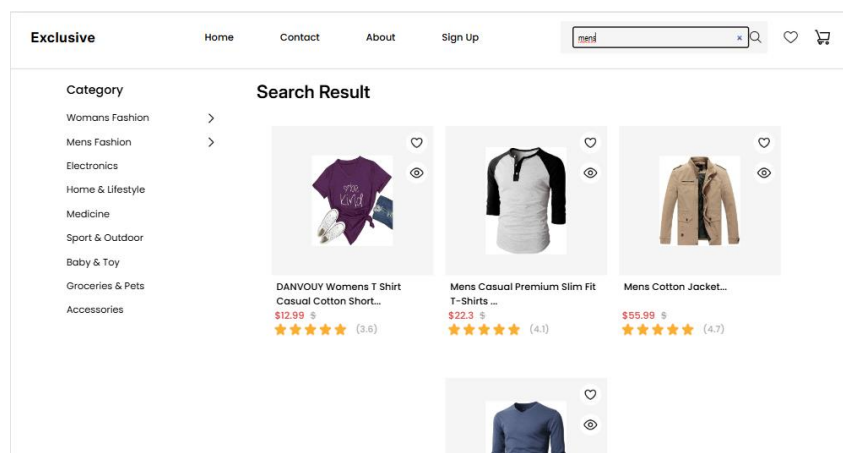 Exclusive
Home
Contact
About
Sign Up
mens
Category
Womans Fashion
Mens Fashion
Electronics
Home & Lifestyle
Medicine
Sport & Outdoor
Baby & Toy
Groceries & Pets
Accessories
Search Result
KIND
DANVOUY Womens T Shirt
Casual Cotton Short...
$12.99 $
(3.6)
Mens Casual Premium Slim Fit
T-Shirts ...
$22.3 $
(4.1)
Mens Cotton Jacket...
$55.99 $
(4.7)